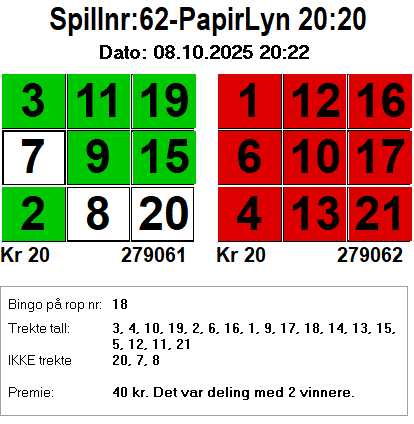 Spillnr:62-PapirLyn 20:20
Dato: 08.10.2025 20:22
3 11 19 1 12 16
7 9 15 6 10 17
2 8 20 4 13 21
Kr 20 279061 Kr 20 279062
Bingo på rop nr: 18
Trekte tall: 3, 4, 10, 19, 2, 6, 16, 1, 9, 17, 18, 14, 13, 15,
5, 12, 11, 21
IKKE trekte 20, 7, 8
Premie: 40 kr. Det var deling med 2 vinnere.